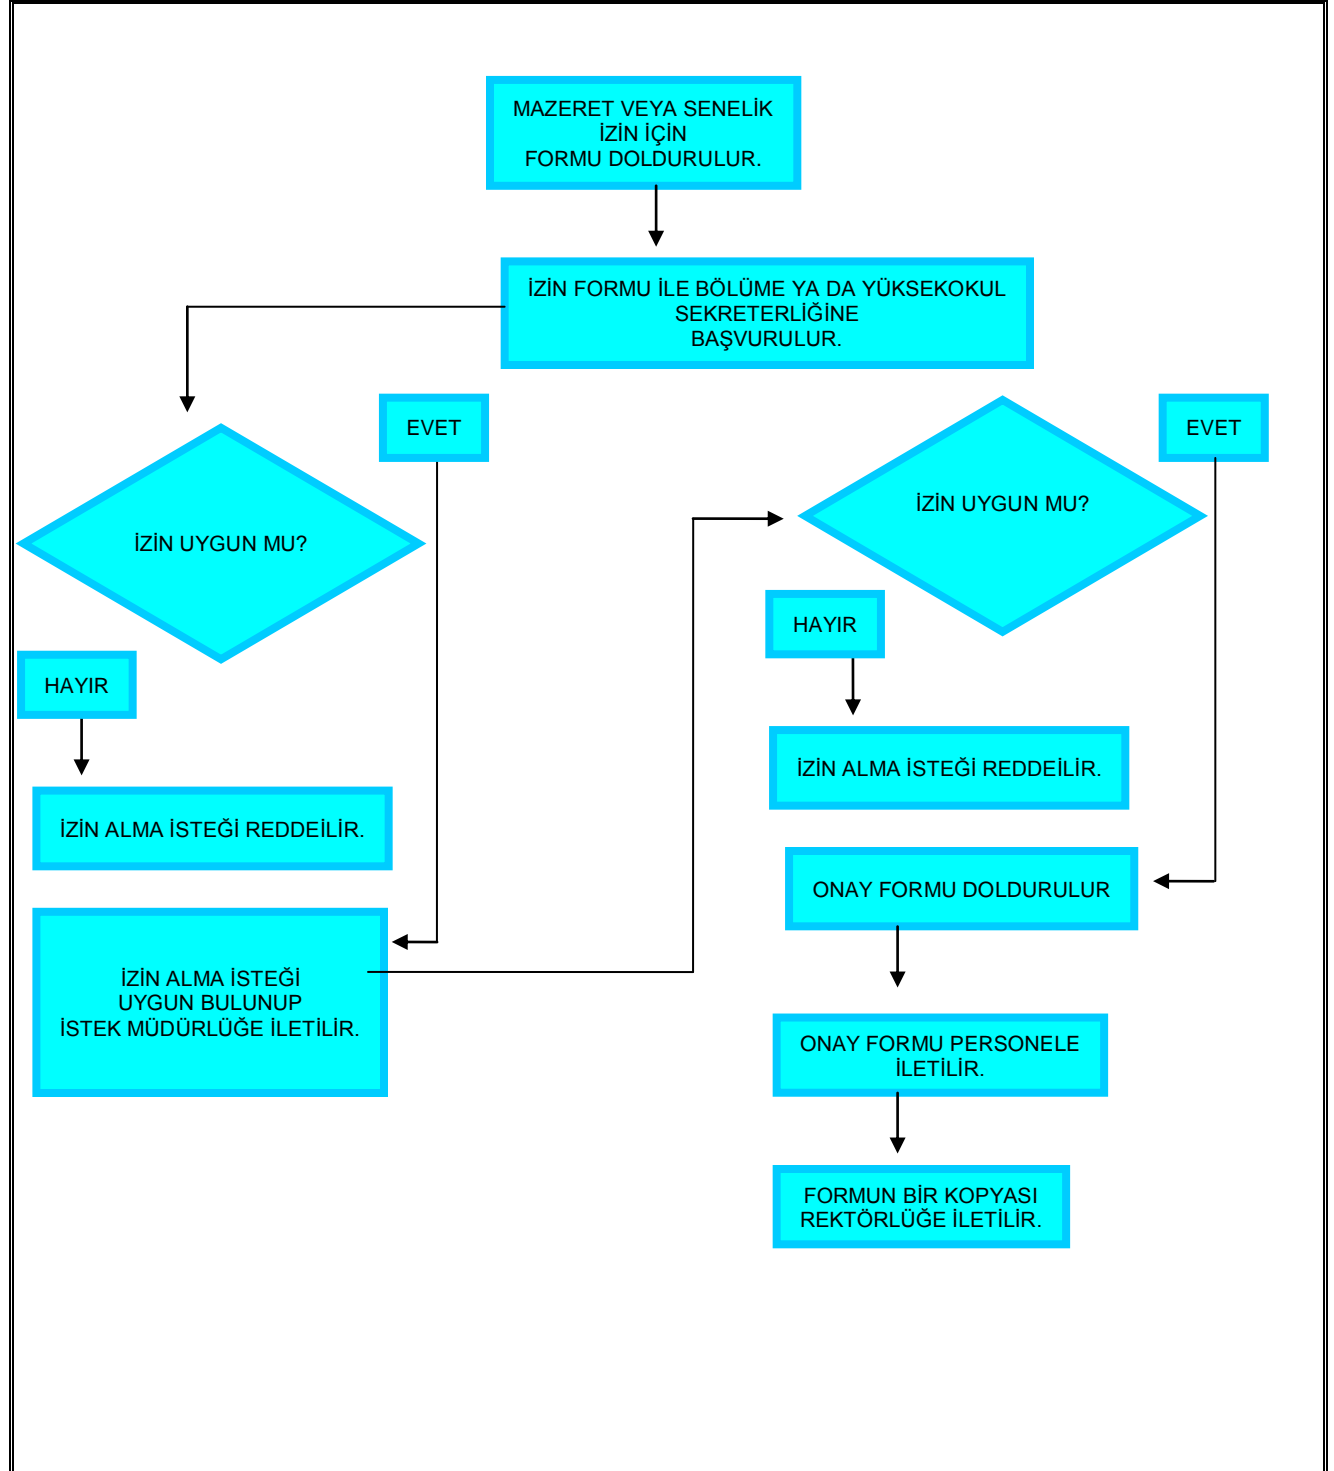 MAZERET VEYA SENELİK
İZİN İÇİN
FORMU DOLDURULUR.
İZİN FORMU İLE BÖLÜME YA DA YÜKSEKOKUL
SEKRETERLİĞİNE
BAŞVURULUR.
EVET
İZİN UYGUN MU?
HAYIR
İZİN ALMA İSTEĞİ REDDEİLİR.
İZİN ALMA İSTEĞİ
UYGUN BULUNUP
İSTEK MÜDÜRLÜĞE İLETİLİR.
EVET
İZİN UYGUN MU?
HAYIR
İZİN ALMA İSTEĞİ REDDEİLİR.
ONAY FORMU DOLDURULUR
ONAY FORMU PERSONELE
İLETİLİR.
FORMUN BİR KOPYASI
REKTÖRLÜĞE İLETİLİR.